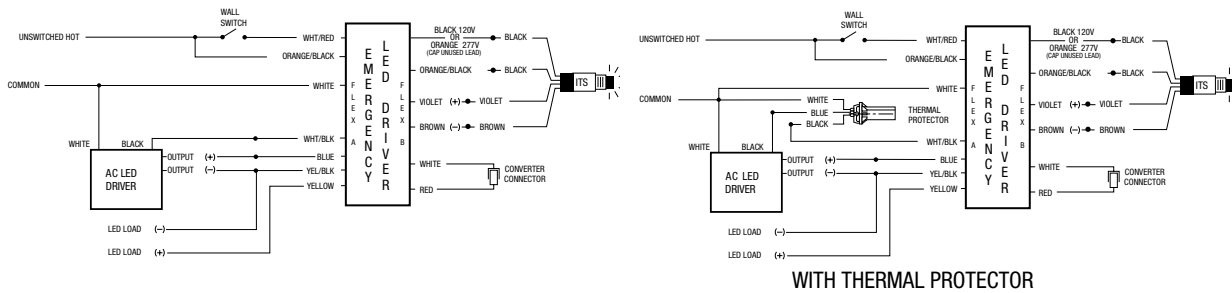 WALL
SWITCH
UNSWITCHED HOT
WHT/RED
ORANGE/BLACK
COMMON
WHITE
WHITE
BLACK
WHT/BLK
AC LED
DRIVER
OUTPUT (+)
OUTPUT (−)
BLUE
YEL/BLK
YELLOW
LED LOAD (−)
LED LOAD (+)
FLEX A
EMERGENCY
LED DRIVER
FLEX B
BLACK 120V
OR
ORANGE 277V
(CAP UNUSED LEAD)
BLACK
ORANGE/BLACK
BLACK
ITS
VIOLET (+) VIOLET
BROWN (−) BROWN
WHITE
RED
CONVERTER
CONNECTOR
WALL
SWITCH
UNSWITCHED HOT
WHT/RED
ORANGE/BLACK
WHITE
COMMON
WHITE
BLUE
BLACK
THERMAL
PROTECTOR
WHT/BLK
WHITE
BLACK
AC LED
DRIVER
OUTPUT (+)
OUTPUT (−)
BLUE
YEL/BLK
YELLOW
LED LOAD (−)
LED LOAD (+)
FLEX A
EMERGENCY
LED DRIVER
FLEX B
BLACK 120V
OR
ORANGE 277V
(CAP UNUSED LEAD)
BLACK
ORANGE/BLACK
BLACK
ITS
VIOLET (+) VIOLET
BROWN (−) BROWN
WHITE
RED
CONVERTER
CONNECTOR
WITH THERMAL PROTECTOR